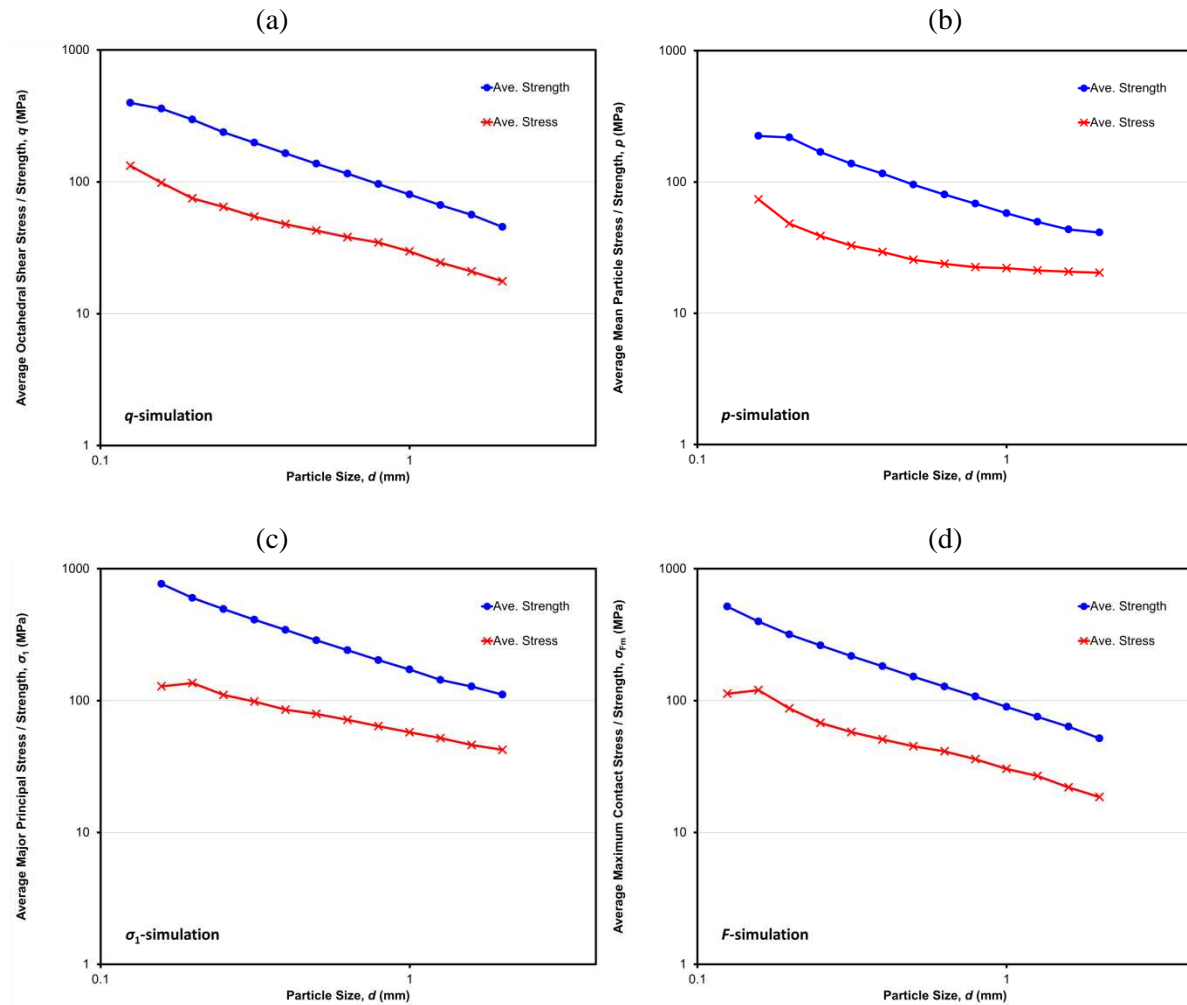 (a)
1000
100
10
1
0.1
1
Average Octahedral Shear Stress / Strength, q (MPa)
Particle Size, d (mm)
Ave. Strength
Ave. Stress
q-simulation
(b)
1000
100
10
1
0.1
1
Average Mean Particle Stress / Strength, p (MPa)
Particle Size, d (mm)
Ave. Strength
Ave. Stress
p-simulation
(c)
1000
100
10
1
0.1
1
Average Major Principal Stress / Strength, σ₁ (MPa)
Particle Size, d (mm)
Ave. Strength
Ave. Stress
σ₁-simulation
(d)
1000
100
10
1
0.1
1
Average Maximum Contact Stress / Strength, σFm (MPa)
Particle Size, d (mm)
Ave. Strength
Ave. Stress
F-simulation